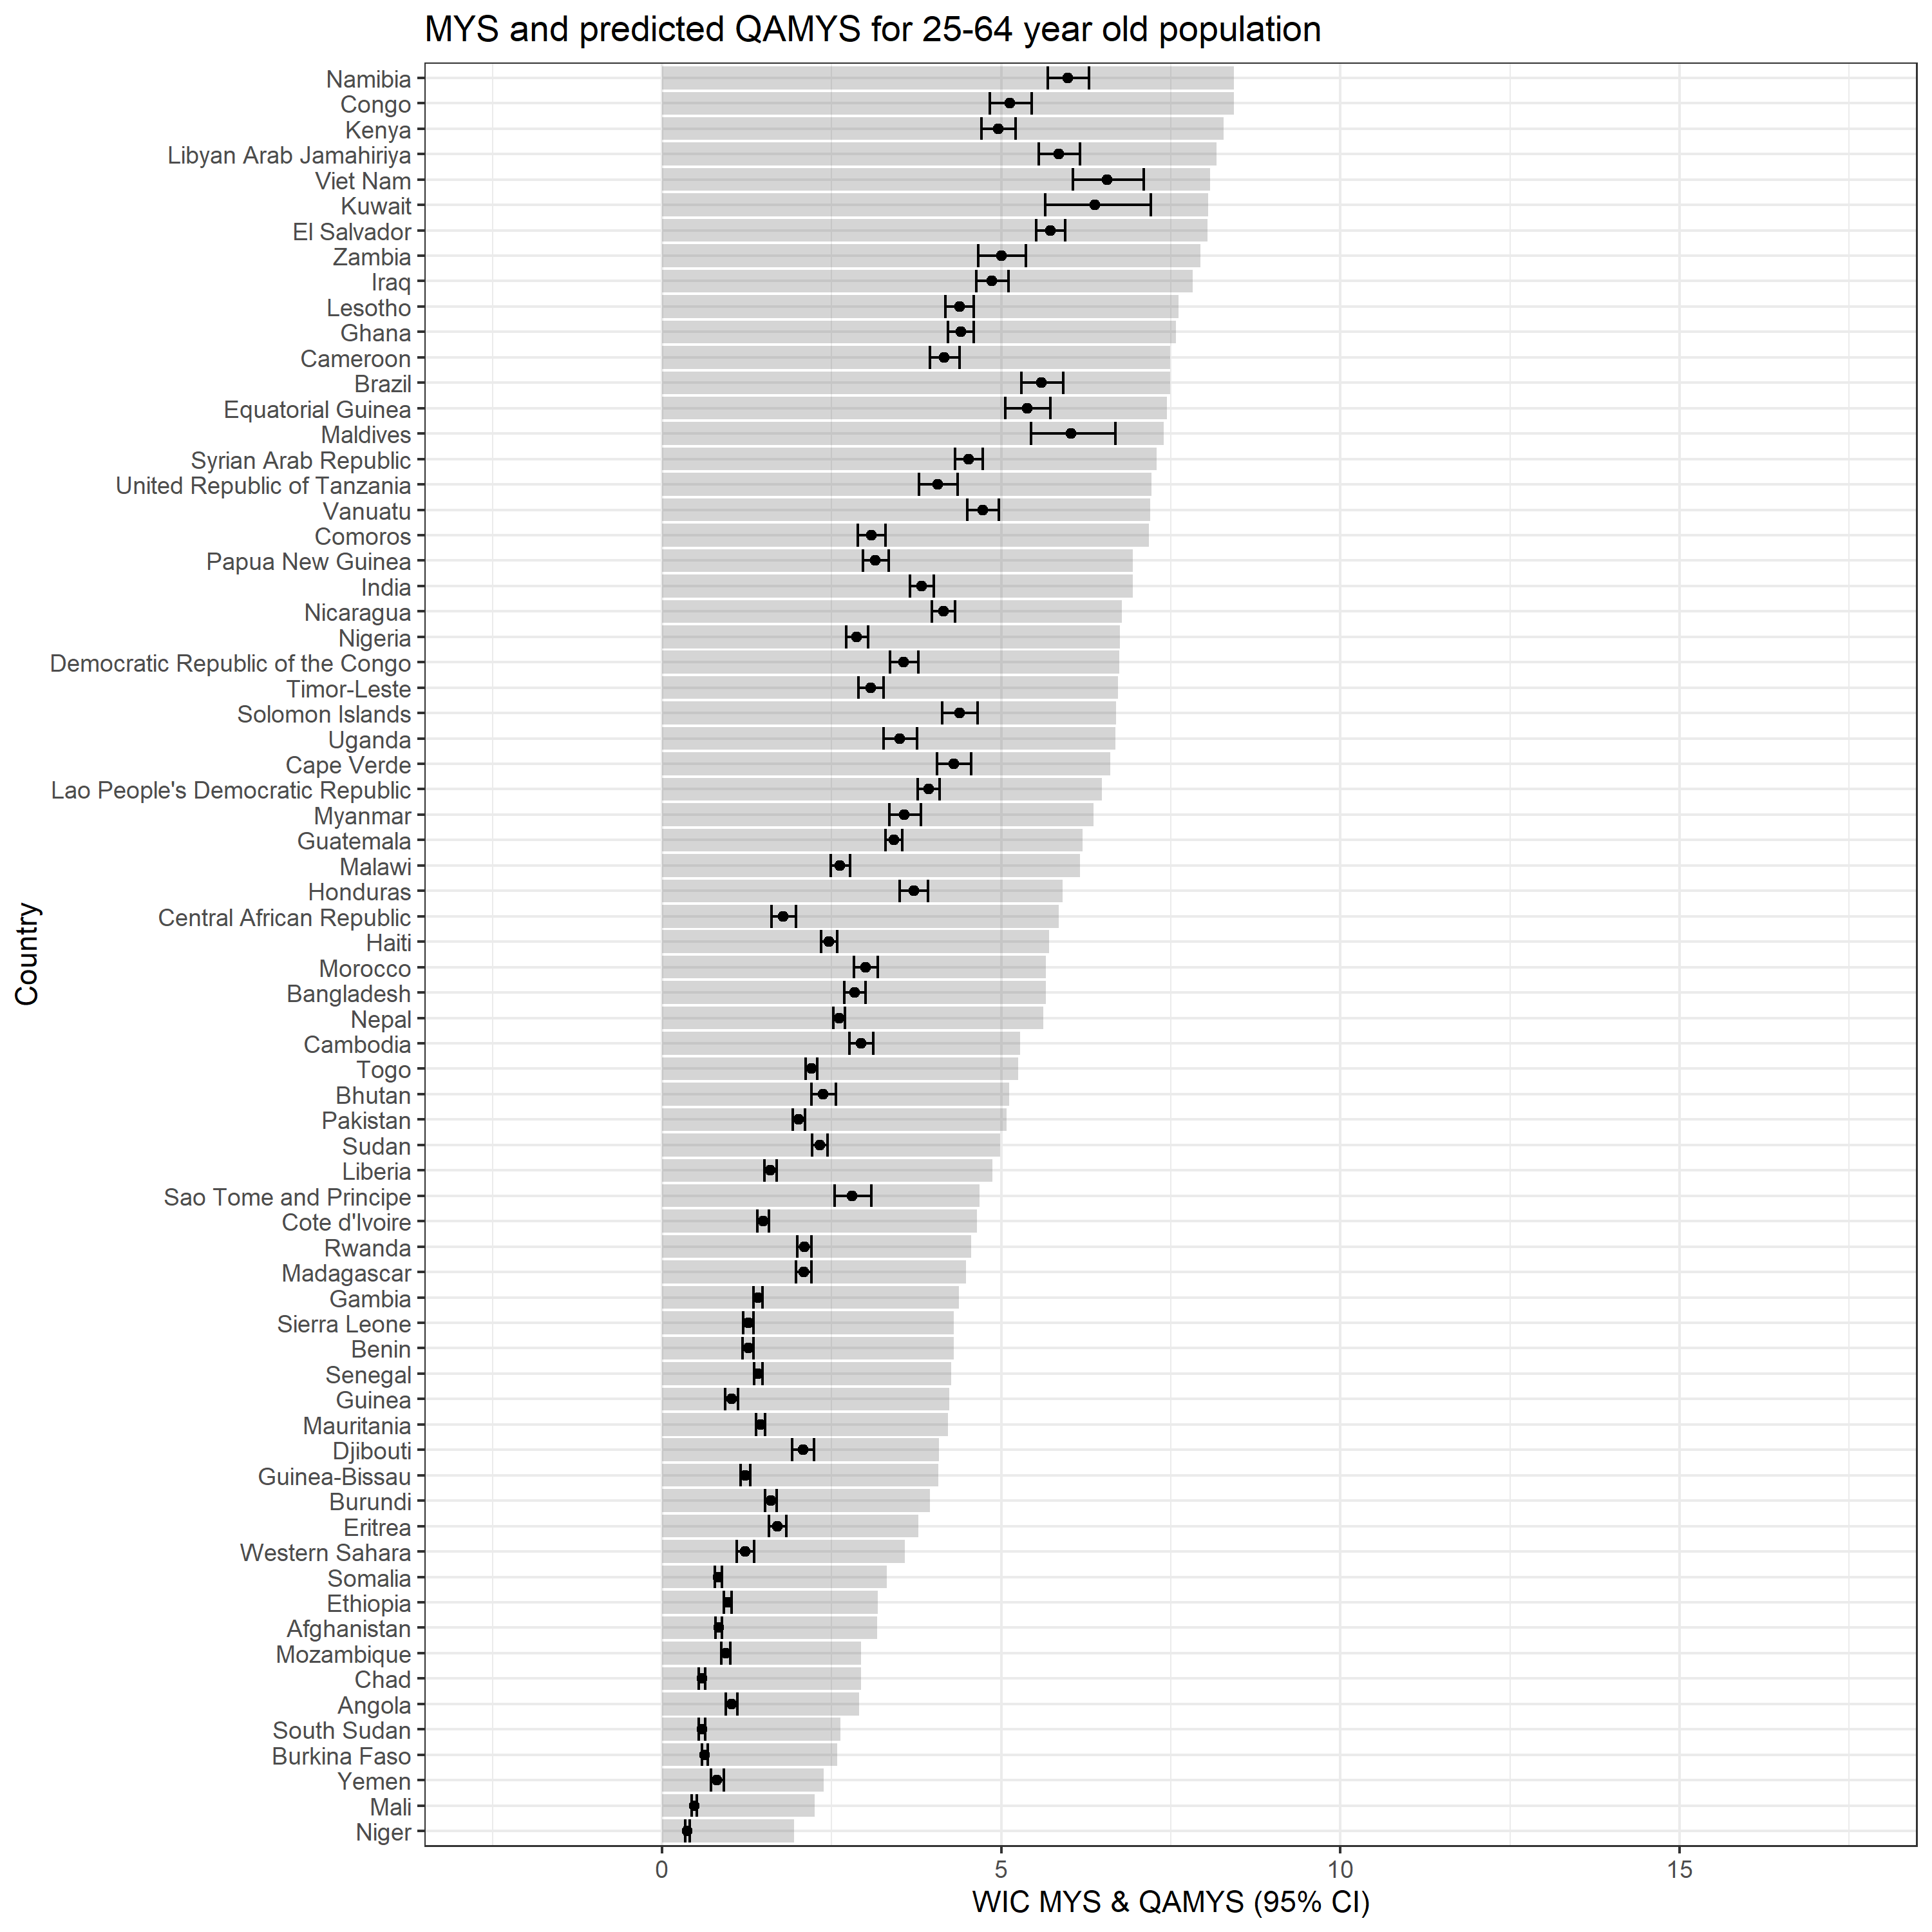 MYS and predicted QAMYS for 25-64 year old population
Namibia
Congo
Kenya
Libyan Arab Jamahiriya
Viet Nam
Kuwait
El Salvador
Zambia
Iraq
Lesotho
Ghana
Cameroon
Brazil
Equatorial Guinea
Maldives
Syrian Arab Republic
United Republic of Tanzania
Vanuatu
Comoros
Papua New Guinea
India
Nicaragua
Nigeria
Democratic Republic of the Congo
Timor-Leste
Solomon Islands
Uganda
Cape Verde
Lao People's Democratic Republic
Myanmar
Guatemala
Malawi
Honduras
Central African Republic
Haiti
Morocco
Bangladesh
Nepal
Cambodia
Togo
Bhutan
Pakistan
Sudan
Liberia
Sao Tome and Principe
Cote d'Ivoire
Rwanda
Madagascar
Gambia
Sierra Leone
Benin
Senegal
Guinea
Mauritania
Djibouti
Guinea-Bissau
Burundi
Eritrea
Western Sahara
Somalia
Ethiopia
Afghanistan
Mozambique
Chad
Angola
South Sudan
Burkina Faso
Yemen
Mali
Niger
Country
0 5 10 15
WIC MYS & QAMYS (95% CI)